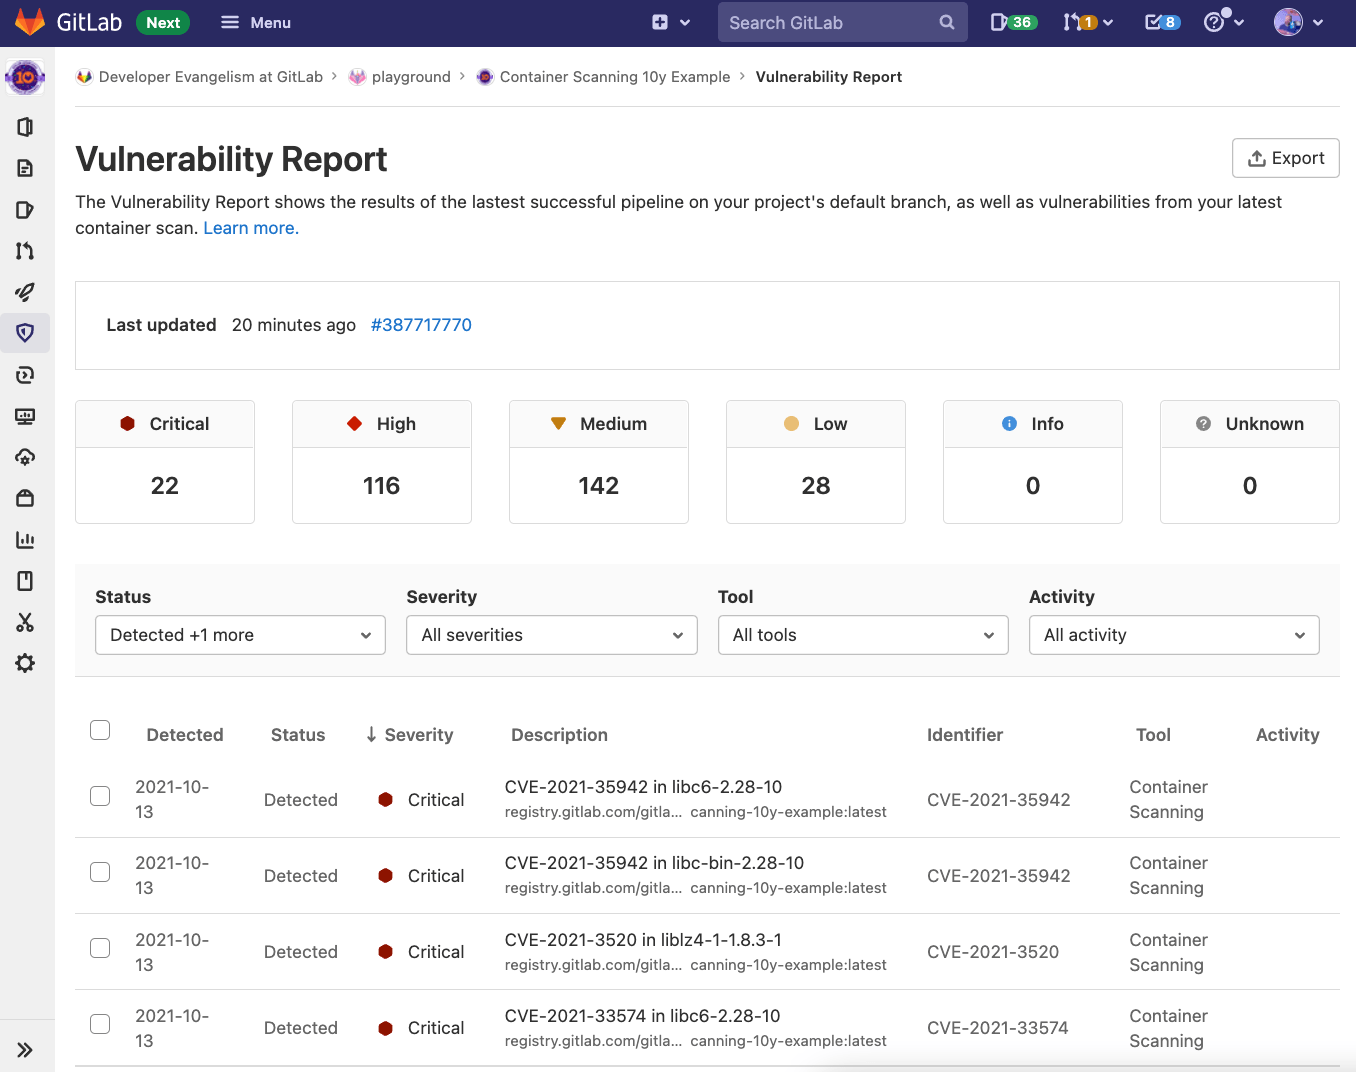 GitLab Next Menu Search GitLab 36 1 8
10 Developer Evangelism at GitLab playground Container Scanning 10y Example Vulnerability Report
Vulnerability Report
Export
The Vulnerability Report shows the results of the lastest successful pipeline on your project's default branch, as well as vulnerabilities from your latest
container scan. Learn more.
Last updated 20 minutes ago #387717770
Critical High Medium Low Info Unknown
22 116 142 28 0 0
Status Severity Tool Activity
Detected +1 more All severities All tools All activity
Detected Status Severity Description Identifier Tool Activity
2021-10-13 Detected Critical CVE-2021-35942 in libc6-2.28-10 CVE-2021-35942 Container Scanning
registry.gitlab.com/gitla... canning-10y-example:latest
2021-10-13 Detected Critical CVE-2021-35942 in libc-bin-2.28-10 CVE-2021-35942 Container Scanning
registry.gitlab.com/gitla... canning-10y-example:latest
2021-10-13 Detected Critical CVE-2021-3520 in liblz4-1-1.8.3-1 CVE-2021-3520 Container Scanning
registry.gitlab.com/gitla... canning-10y-example:latest
2021-10-13 Detected Critical CVE-2021-33574 in libc6-2.28-10 CVE-2021-33574 Container Scanning
registry.gitlab.com/gitla... canning-10y-example:latest